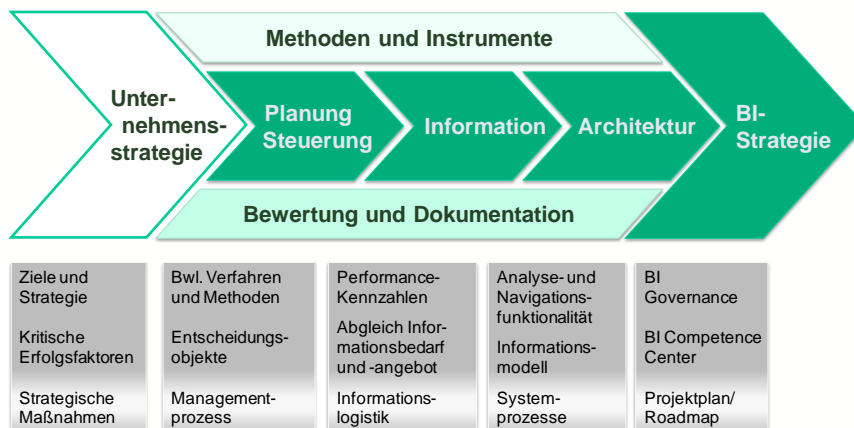 Methoden und Instrumente
Unter-
nehmens-
strategie
Planung
Steuerung
Information
Architektur
BI-
Strategie
Bewertung und Dokumentation
Ziele und
Strategie
Kritische
Erfolgsfaktoren
Strategische
Maßnahmen
Bwl. Verfahren
und Methoden
Entscheidungs-
objekte
Management-
prozess
Performance-
Kennzahlen
Abgleich Infor-
mationsbedarf
und -angebot
Informations-
logistik
Analyse- und
Navigations-
funktionalität
Informations-
modell
System-
prozesse
BI
Governance
BI Competence
Center
Projektplan/
Roadmap